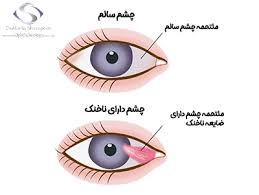 چشم سالم
ملتحمه چشم سالم
چشم دارای ناخنک
ملتحمه چشم دارای
ضایعه ناخنک